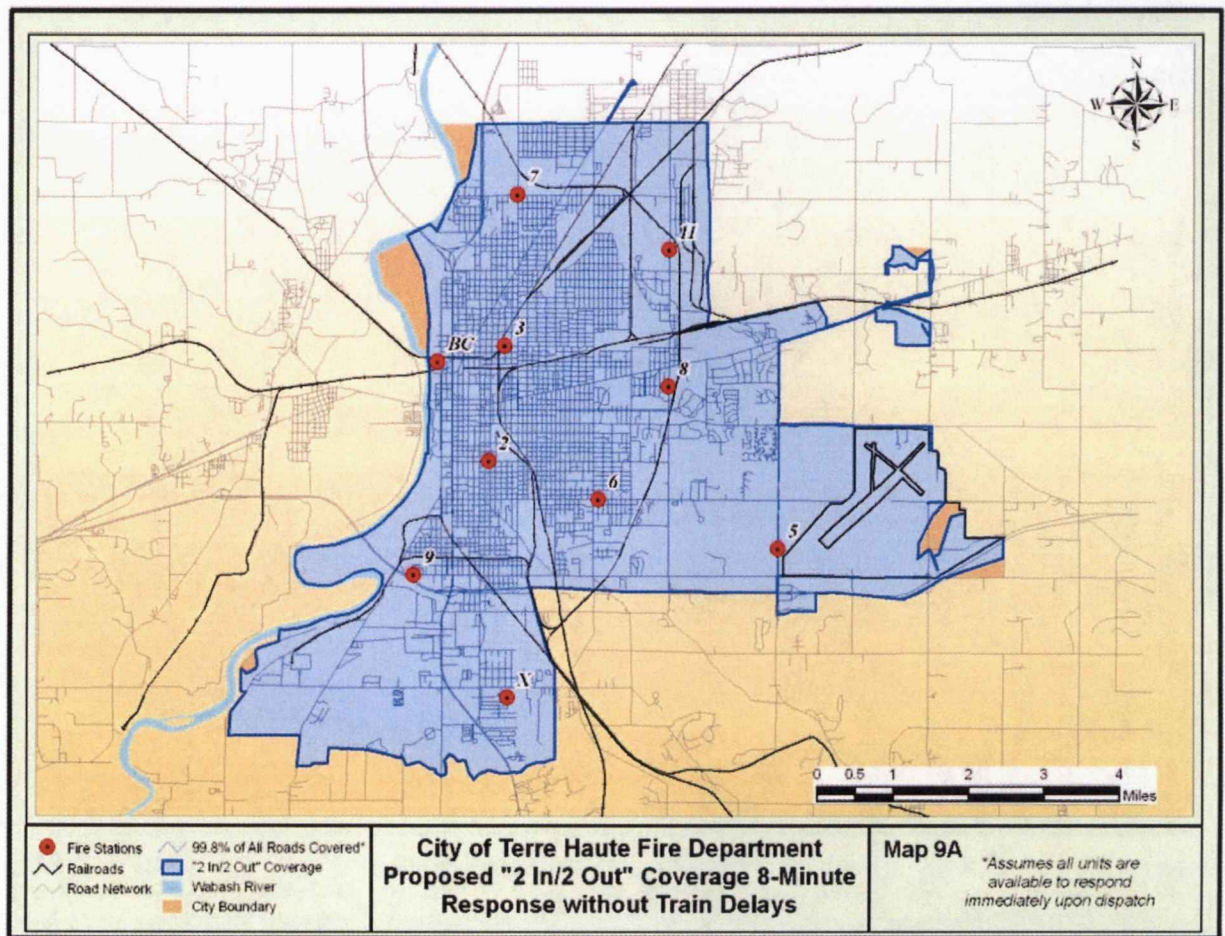 N
W E
S
7
11
3
BC
8
2
6
5
9
X
0 0.5 1 2 3 4
Miles
Fire Stations
Railroads
Road Network
99.8% of All Roads Covered*
"2 In/2 Out" Coverage
Wabash River
City Boundary
City of Terre Haute Fire Department
Proposed "2 In/2 Out" Coverage 8-Minute
Response without Train Delays
Map 9A
*Assumes all units are
available to respond
immediately upon dispatch